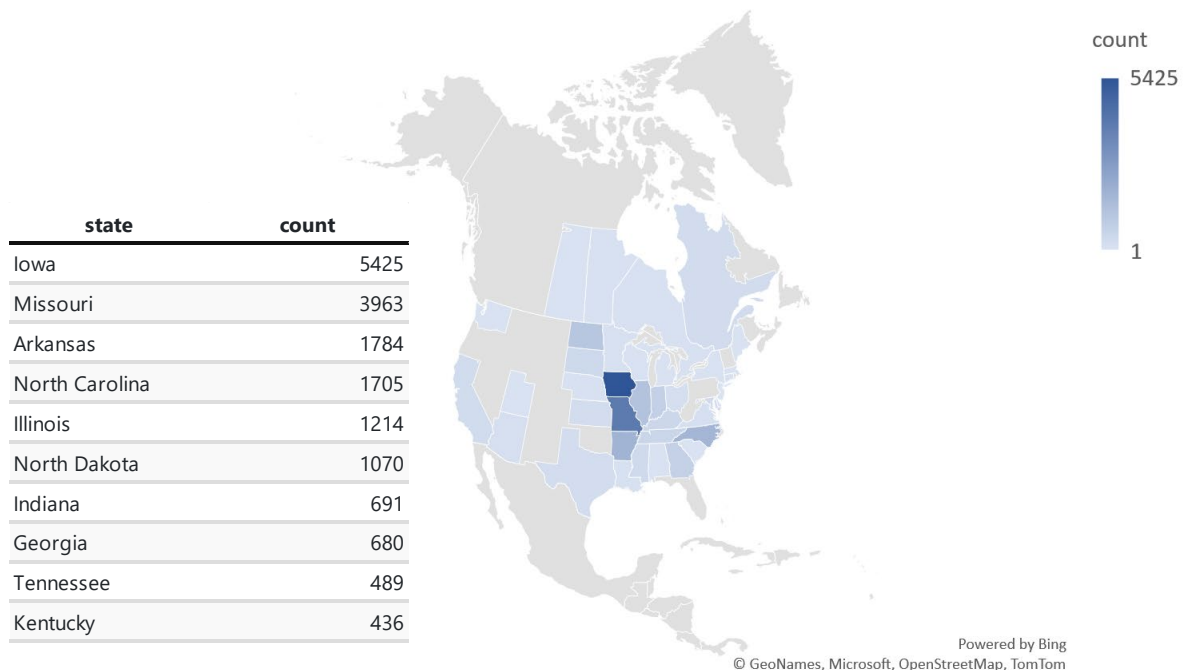 count
5425
1
state count
Iowa 5425
Missouri 3963
Arkansas 1784
North Carolina 1705
Illinois 1214
North Dakota 1070
Indiana 691
Georgia 680
Tennessee 489
Kentucky 436
Powered by Bing
© GeoNames, Microsoft, OpenStreetMap, TomTom